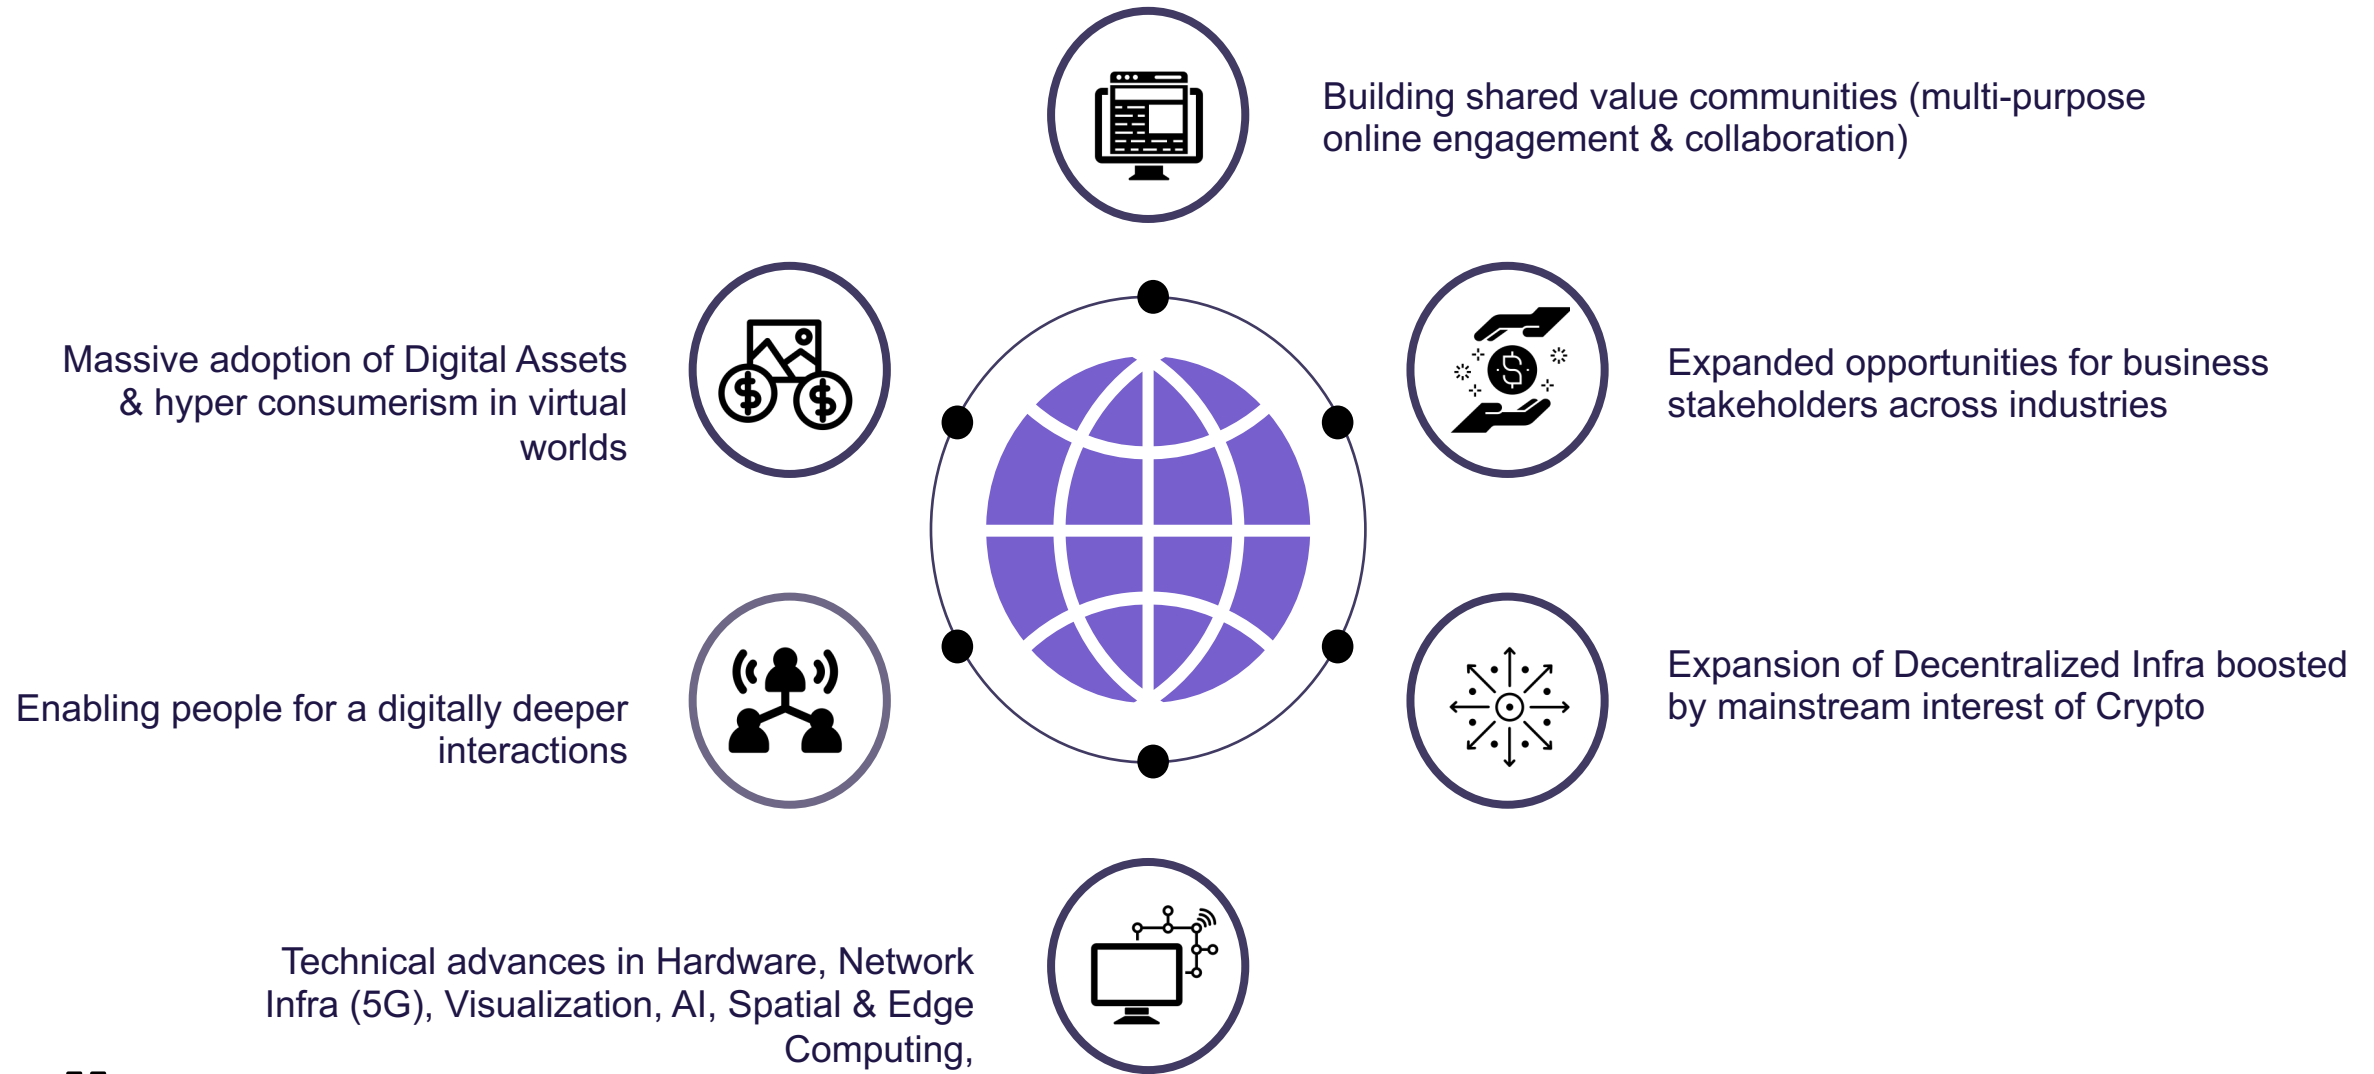 Building shared value communities (multi-purpose
online engagement & collaboration)
Massive adoption of Digital Assets
& hyper consumerism in virtual
worlds
Expanded opportunities for business
stakeholders across industries
Enabling people for a digitally deeper
interactions
Expansion of Decentralized Infra boosted
by mainstream interest of Crypto
Technical advances in Hardware, Network
Infra (5G), Visualization, AI, Spatial & Edge
Computing,